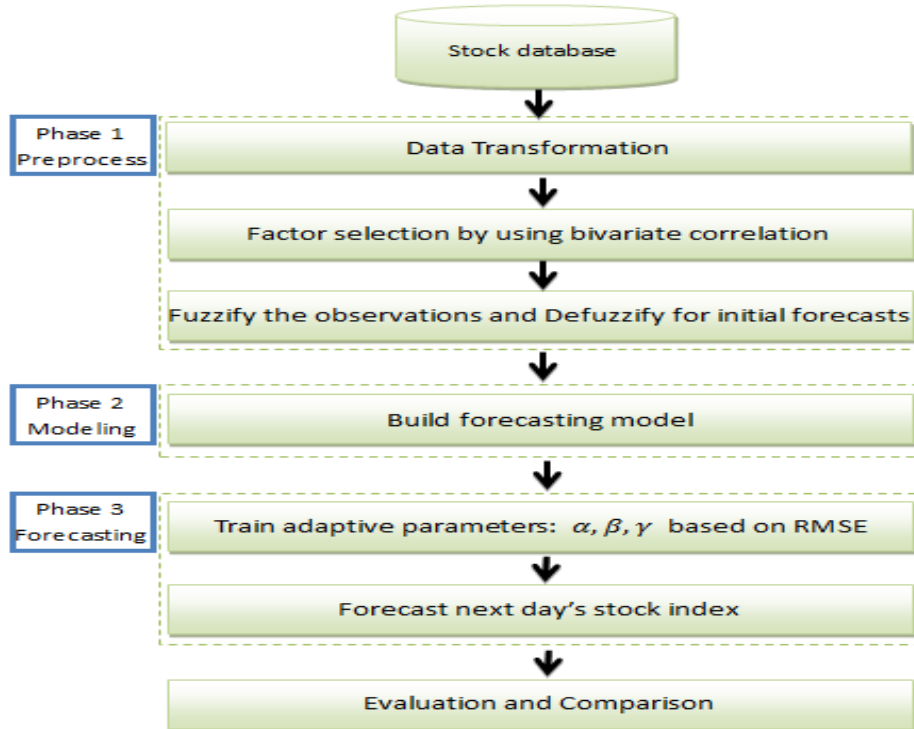 Stock database
Phase 1
Preprocess
Data Transformation
Factor selection by using bivariate correlation
Fuzzify the observations and Defuzzify for initial forecasts
Phase 2
Modeling
Build forecasting model
Phase 3
Forecasting
Train adaptive parameters: α, β, γ based on RMSE
Forecast next day's stock index
Evaluation and Comparison